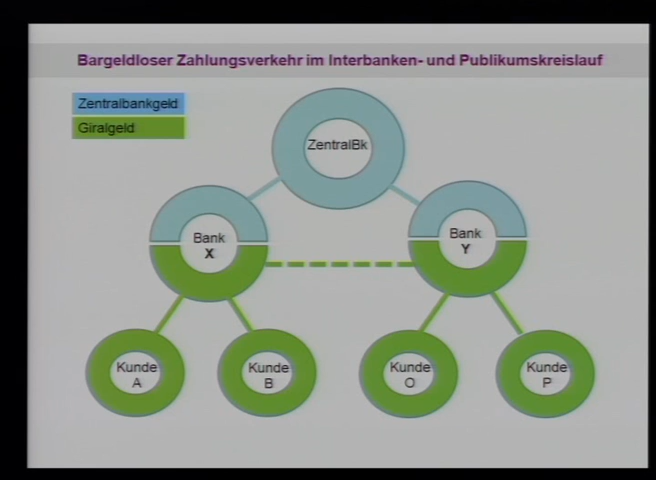 Bargeldloser Zahlungsverkehr im Interbanken- und Publikumskreislauf
Zentralbankgeld
Giralgeld
ZentralBk
Bank
X
Bank
Y
Kunde
A
Kunde
B
Kunde
O
Kunde
P